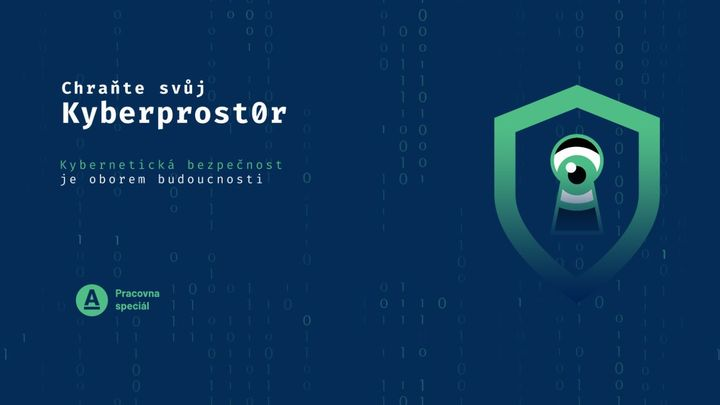 Chraňte svůj
Kyberprost0r
Kybernetická bezpečnost
je oborem budoucnosti
A
Pracovna
speciál